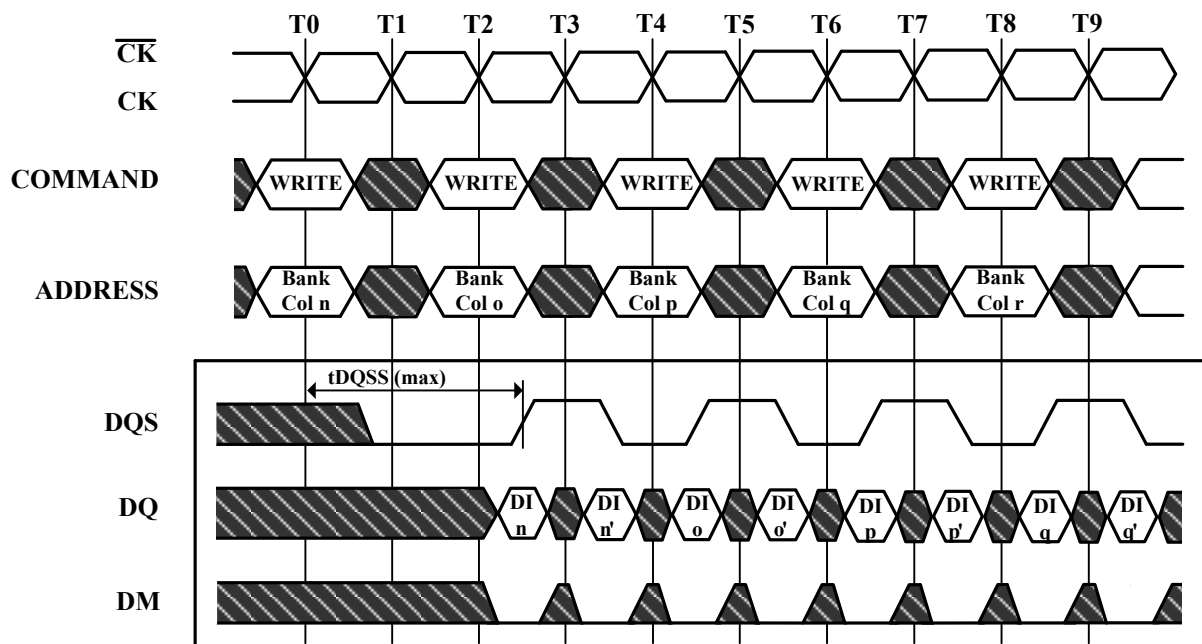 T0 T1 T2 T3 T4 T5 T6 T7 T8 T9
CK
CK
COMMAND WRITE WRITE WRITE WRITE WRITE
ADDRESS Bank Col n Bank Col o Bank Col p Bank Col q Bank Col r
tDQSS (max)
DQS
DQ DI n DI n' DI o DI o' DI p DI p' DI q DI q'
DM